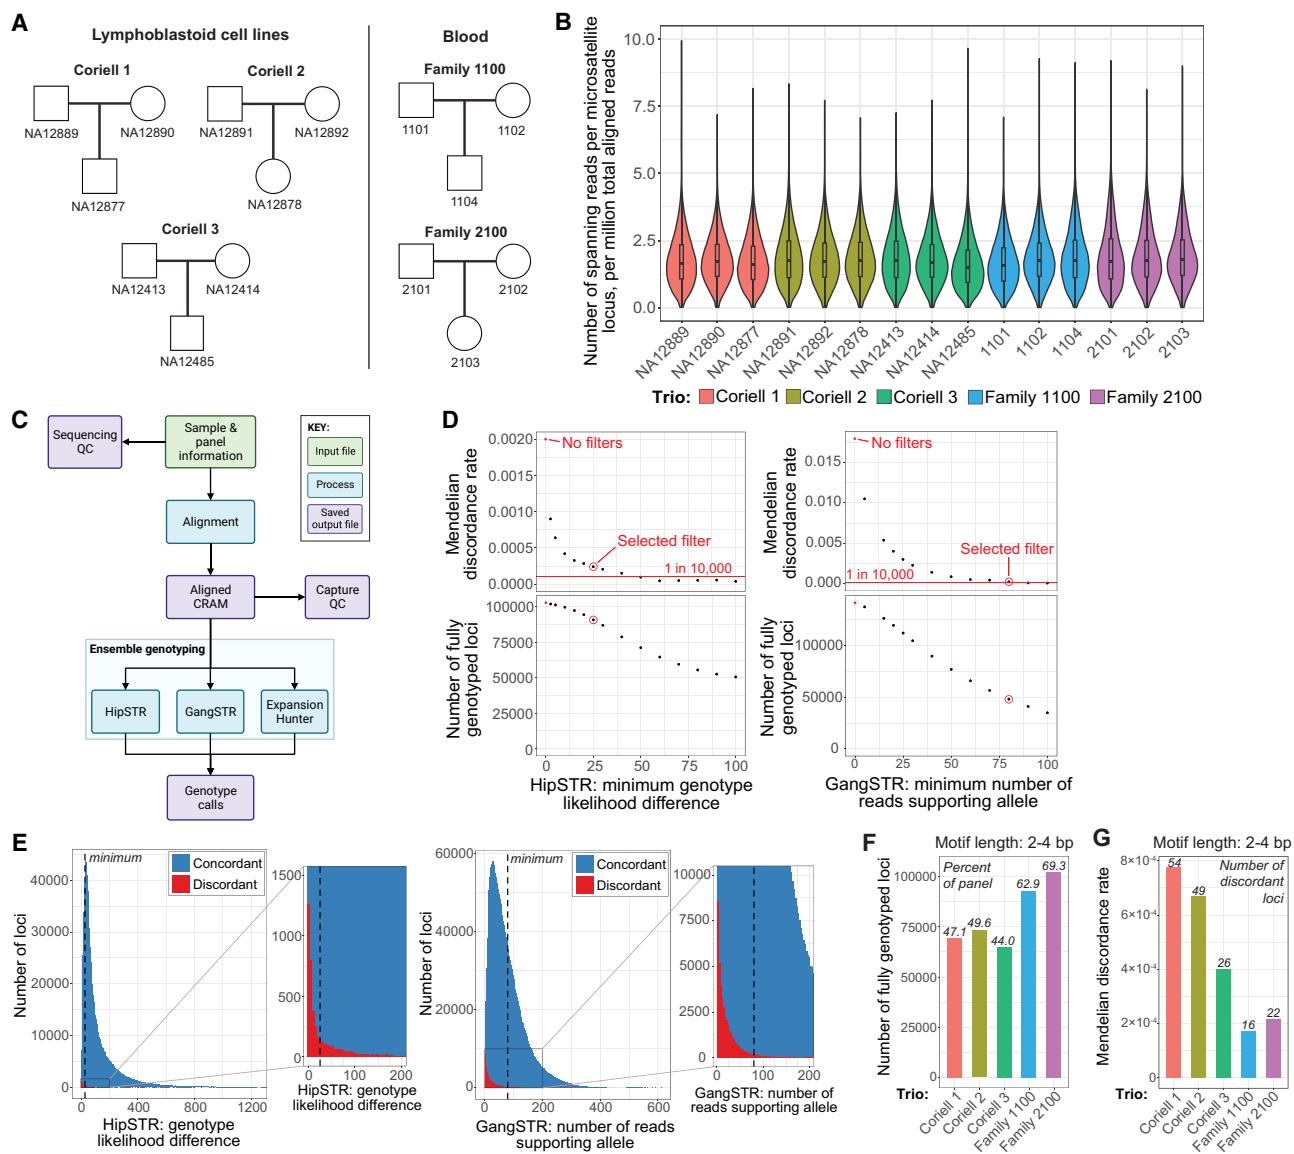 A
Lymphoblastoid cell lines
Blood
Coriell 1
Coriell 2
Family 1100
NA12889
NA12890
NA12891
NA12892
1101
1102
NA12877
NA12878
1104
Coriell 3
Family 2100
NA12413
NA12414
2101
2102
NA12485
2103
B
Number of spanning reads per microsatellite
locus, per million total aligned reads
10.0
7.5
5.0
2.5
0.0
NA12889
NA12890
NA12877
NA12891
NA12892
NA12878
NA12413
NA12414
NA12485
1101
1102
1104
2101
2102
2103
Trio:
Coriell 1
Coriell 2
Coriell 3
Family 1100
Family 2100
C
Sequencing
QC
Sample &
panel
information
KEY:
Input file
Process
Saved
output file
Alignment
Aligned
CRAM
Capture
QC
Ensemble genotyping
HipSTR
GangSTR
Expansion
Hunter
Genotype
calls
D
Mendelian
discordance rate
0.0020
0.0015
0.0010
0.0005
0.0000
No filters
Selected filter
1 in 10,000
Number of fully
genotyped loci
100000
75000
50000
25000
0
0
25
50
75
100
HipSTR: minimum genotype
likelihood difference
Mendelian
discordance rate
0.015
0.010
0.005
0.000
No filters
Selected filter
1 in 10,000
Number of fully
genotyped loci
100000
50000
0
0
25
50
75
100
GangSTR: minimum number of
reads supporting allele
E
Number of loci
40000
30000
20000
10000
0
minimum
Concordant
Discordant
0
400
800
1200
HipSTR: genotype
likelihood difference
1500
1000
500
0
0
100
200
HipSTR: genotype
likelihood difference
Number of loci
60000
40000
20000
0
minimum
Concordant
Discordant
0
200
400
600
GangSTR: number of reads
supporting allele
10000
7500
5000
2500
0
0
100
200
GangSTR: number of
reads supporting allele
F
Motif length: 2-4 bp
Number of fully genotyped loci
100000
75000
50000
25000
0
Percent
of panel
47.1
49.6
44.0
62.9
69.3
Trio:
Coriell 1
Coriell 2
Coriell 3
Family 1100
Family 2100
G
Motif length: 2-4 bp
Mendelian discordance rate
8×10⁻⁴
6×10⁻⁴
4×10⁻⁴
2×10⁻⁴
0
Number of
discordant
loci
54
49
26
16
22
Trio:
Coriell 1
Coriell 2
Coriell 3
Family 1100
Family 2100